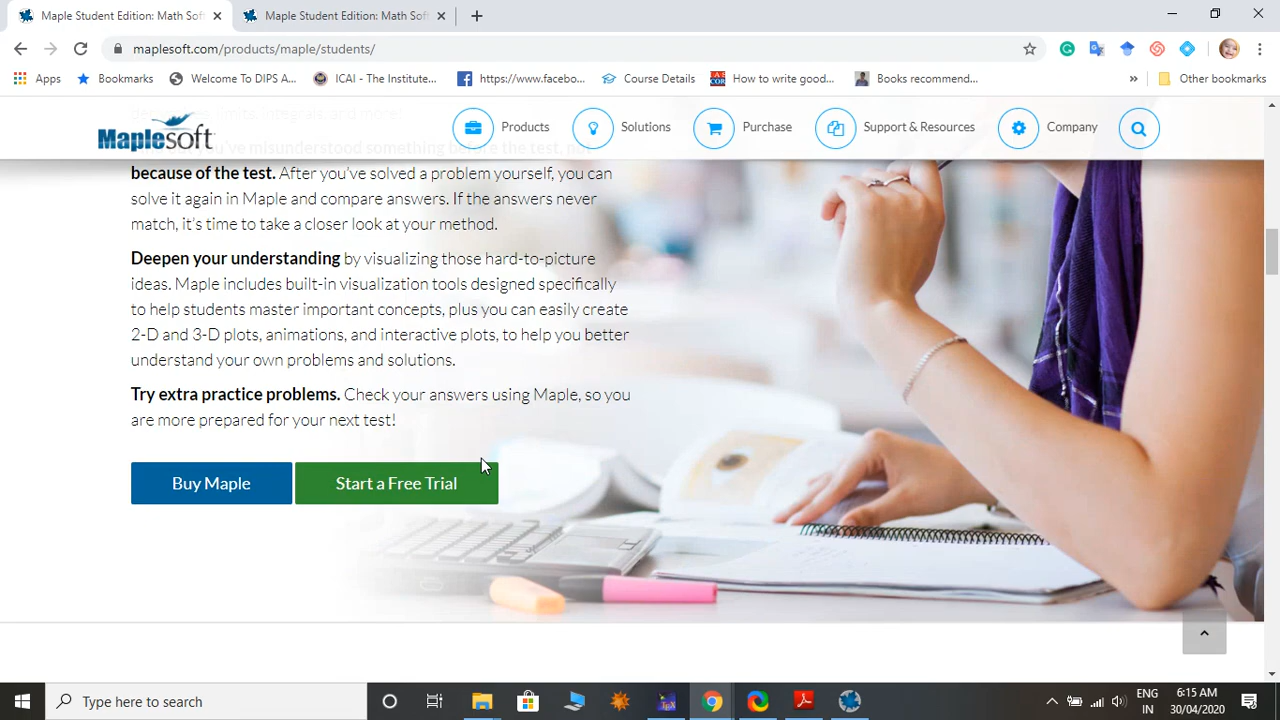 Maple Student Edition: Math Sof
Maple Student Edition: Math Sof
maplesoft.com/products/maple/students/
Apps
Bookmarks
Welcome To DIPS A...
ICAI - The Institute...
https://www.facebo...
Course Details
How to write good...
Books recommend...
»
Other bookmarks
Maplesoft
Products
Solutions
Purchase
Support & Resources
Company
because of the test. After you've solved a problem yourself, you can
solve it again in Maple and compare answers. If the answers never
match, it's time to take a closer look at your method.
Deepen your understanding by visualizing those hard-to-picture
ideas. Maple includes built-in visualization tools designed specifically
to help students master important concepts, plus you can easily create
2-D and 3-D plots, animations, and interactive plots, to help you better
understand your own problems and solutions.
Try extra practice problems. Check your answers using Maple, so you
are more prepared for your next test!
Buy Maple
Start a Free Trial
Type here to search
ENG
IN
6:15 AM
30/04/2020